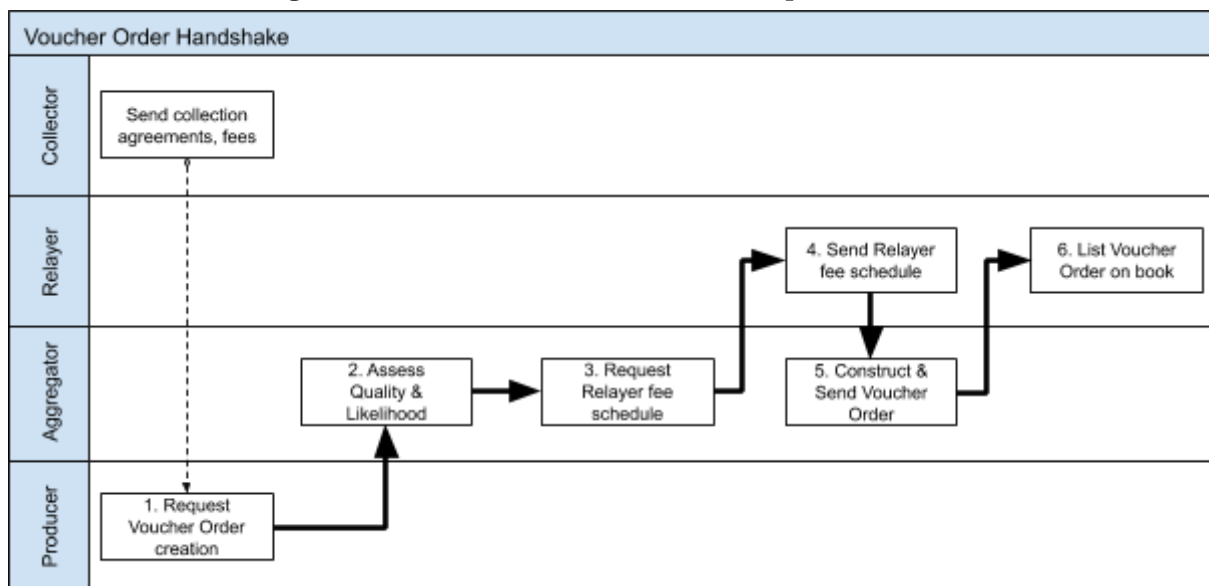 Voucher Order Handshake
Collector
Send collection
agreements, fees
Relayer
4. Send Relayer
fee schedule
6. List Voucher
Order on book
Aggregator
2. Assess
Quality &
Likelihood
3. Request
Relayer fee
schedule
5. Construct &
Send Voucher
Order
Producer
1. Request
Voucher Order
creation